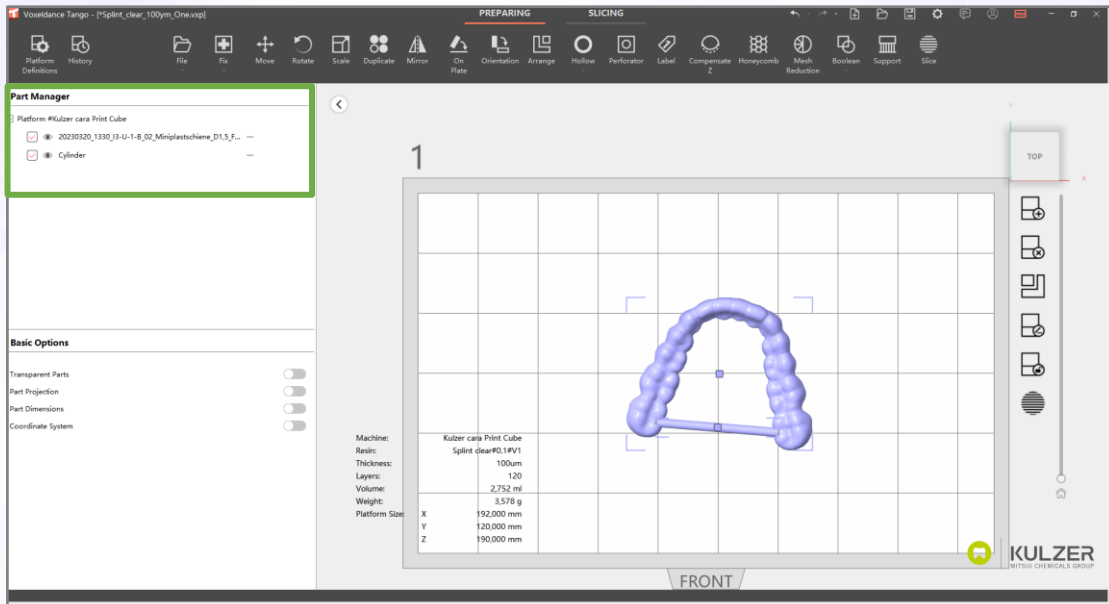 Voxeldance Tango - [*Splint_clear_100ym_One.vxp]
PREPARING
SLICING
PRO
Platform Definitions
History
File
Fix
Move
Rotate
Scale
Duplicate
Mirror
On Plate
Orientation
Arrange
Hollow
Perforator
Label
Compensate Z
Honeycomb
Mesh Reduction
Boolean
Support
Slice
Part Manager
Platform #Kulzer cara Print Cube
20230320_1330_I3-U-1-B_02_Miniplastschiene_D1,5_F...
Cylinder
Basic Options
Transparent Parts
Part Projection
Part Dimensions
Coordinate System
1
Machine: Kulzer cara Print Cube
Resin: Splint clear#0.1#V1
Thickness: 100um
Layers: 120
Volume: 2,752 ml
Weight: 3,578 g
Platform Size: X 192,000 mm
Y 120,000 mm
Z 190,000 mm
FRONT
Y
TOP
X
KULZER
MITSUI CHEMICALS GROUP